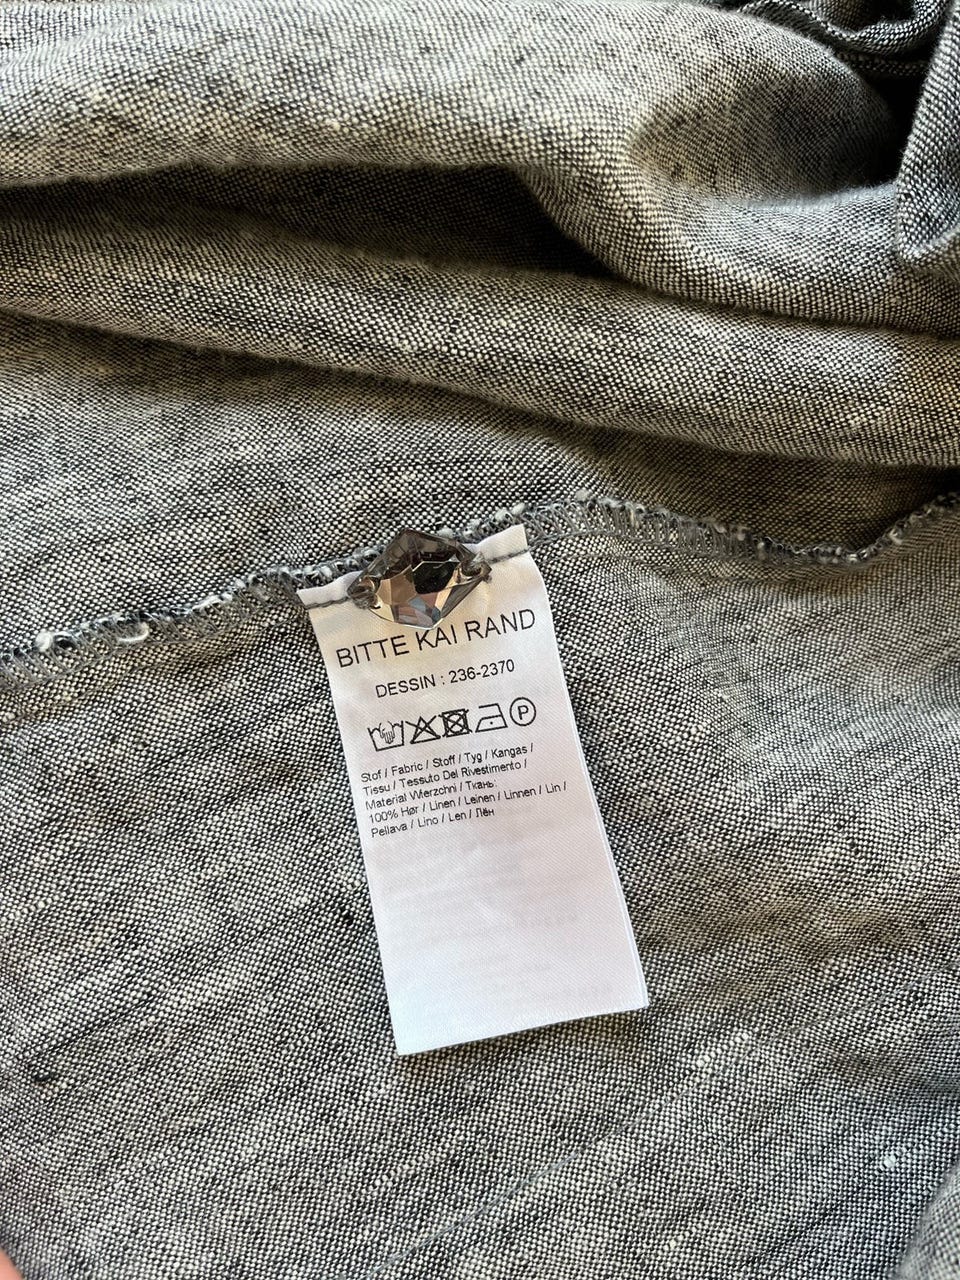 BITTE KAI RAND
DESSIN : 236-2370
P
Stof / Fabric / Stoff / Tyg / Kangas /
Tissu / Tessuto Del Rivestimento /
Material Wierzchni / Ткань:
100% Hør / Linen / Leinen / Linnen / Lin /
Pellava / Lino / Len / Лён